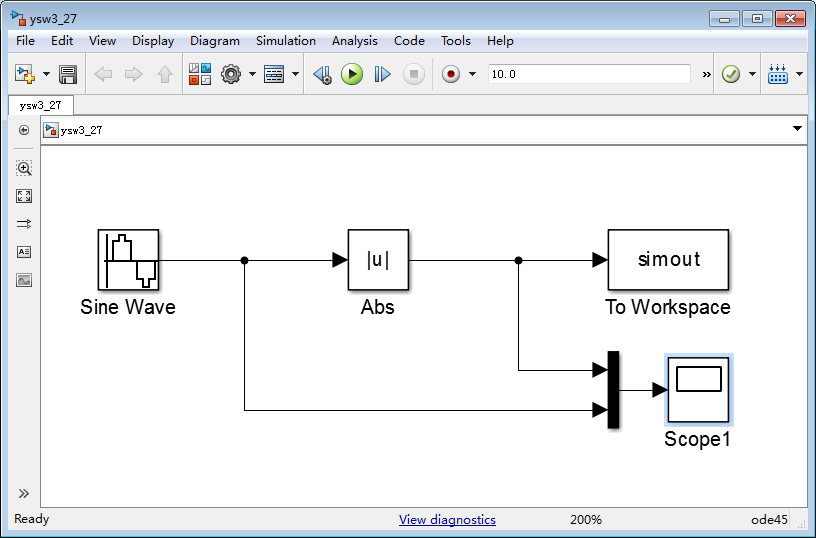 ysw3_27
File Edit View Display Diagram Simulation Analysis Code Tools Help
10.0 »
ysw3_27
ysw3_27
|u|
simout
Sine Wave
Abs
To Workspace
Scope1
Ready
View diagnostics
200%
ode45